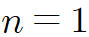 n = 1